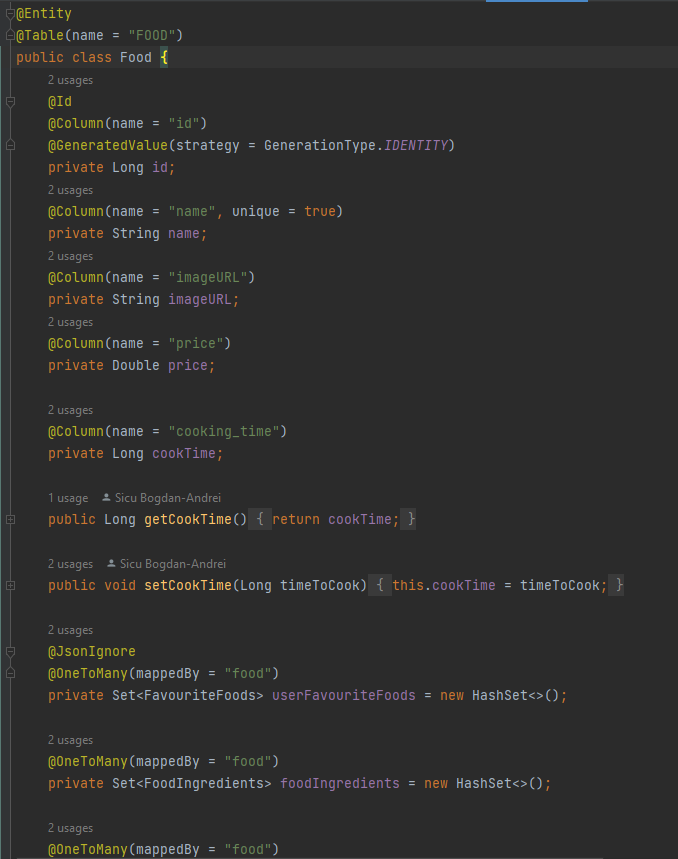 @Entity
@Table(name = "FOOD")
public class Food {
2 usages
@Id
@Column(name = "id")
@GeneratedValue(strategy = GenerationType.IDENTITY)
private Long id;
2 usages
@Column(name = "name", unique = true)
private String name;
2 usages
@Column(name = "imageURL")
private String imageURL;
2 usages
@Column(name = "price")
private Double price;
2 usages
@Column(name = "cooking_time")
private Long cookTime;
1 usage Sicu Bogdan-Andrei
public Long getCookTime() { return cookTime; }
2 usages Sicu Bogdan-Andrei
public void setCookTime(Long timeToCook) { this.cookTime = timeToCook; }
2 usages
@JsonIgnore
@OneToMany(mappedBy = "food")
private Set<FavouriteFoods> userFavouriteFoods = new HashSet<>();
2 usages
@OneToMany(mappedBy = "food")
private Set<FoodIngredients> foodIngredients = new HashSet<>();
2 usages
@OneToMany(mappedBy = "food")